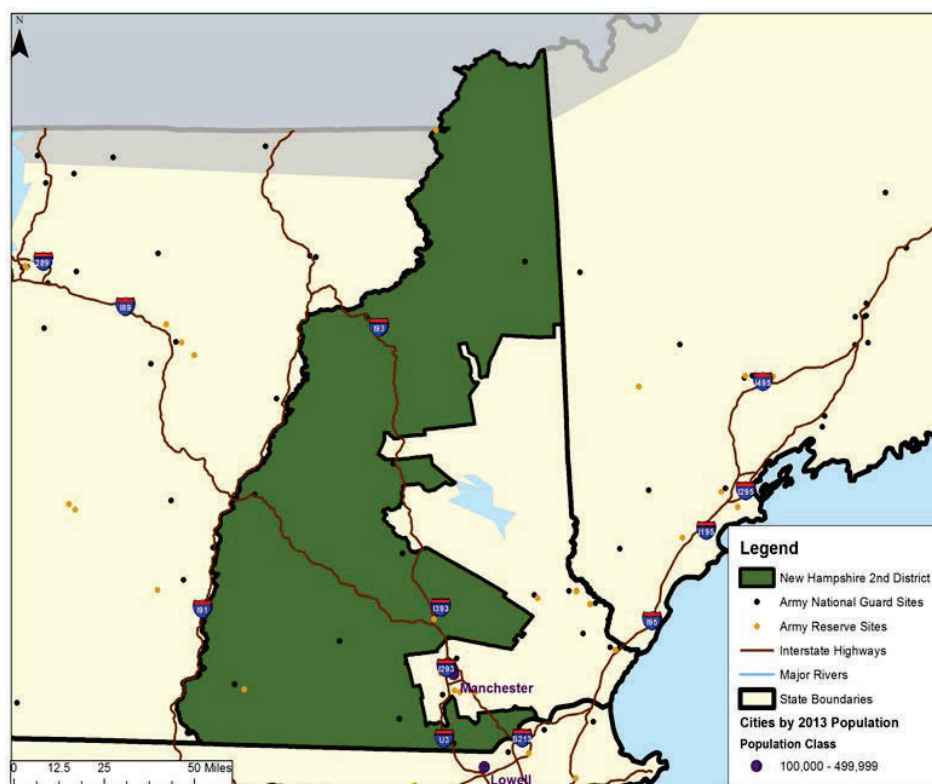 N
289
I89
I93
I495
I295
I195
I91
I393
I95
I293
Manchester
U3
S213
Lowell
0 12.5 25 50 Miles
Legend
New Hampshire 2nd District
Army National Guard Sites
Army Reserve Sites
Interstate Highways
Major Rivers
State Boundaries
Cities by 2013 Population
Population Class
100,000 - 499,999